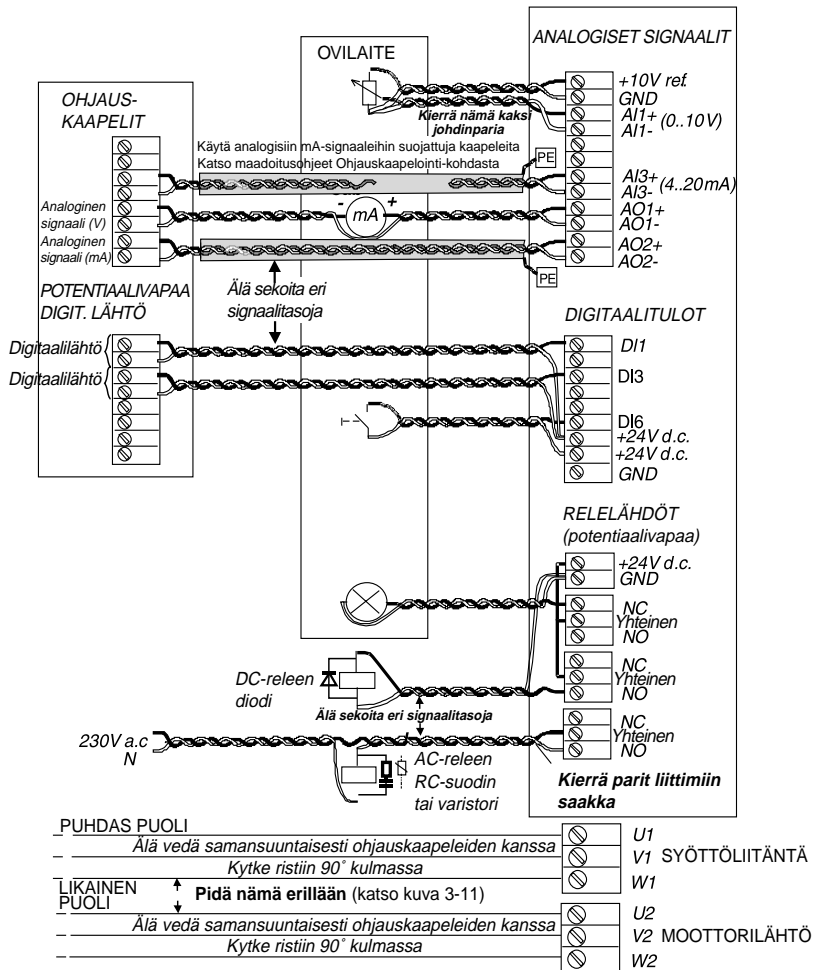 ANALOGISET SIGNAALIT
OVILAITE
+10V ref.
GND
AI1+
(0..10V)
AI1-
Kierrä nämä kaksi
johdinparia
OHJAUS-
KAAPELIT
Käytä analogisiin mA-signaaleihin suojattuja kaapeleita
Katso maadoitusohjeet Ohjauskaapelointi-kohdasta
PE
AI3+
(4..20mA)
AI3-
Analoginen
signaali (V)
- mA +
AO1+
AO1-
Analoginen
signaali (mA)
AO2+
AO2-
PE
POTENTIAALIVAPAA
DIGIT. LÄHTÖ
Älä sekoita eri
signaalitasoja
DIGITAALITULOT
Digitaalilähtö
DI1
Digitaalilähtö
DI3
DI6
+24V d.c.
+24V d.c.
GND
RELELÄHDÖT
(potentiaalivapaa)
+24V d.c.
GND
NC
Yhteinen
NO
DC-releen
diodi
NC
Yhteinen
NO
Älä sekoita eri signaalitasoja
230V a.c
N
NC
Yhteinen
NO
AC-releen
RC-suodin
tai varistori
Kierrä parit liittimiin
saakka
PUHDAS PUOLI
Älä vedä samansuuntaisesti ohjauskaapeleiden kanssa
Kytke ristiin 90˚ kulmassa
U1
V1 SYÖTTÖLIITÄNTÄ
W1
LIKAINEN
PUOLI
Pidä nämä erillään (katso kuva 3-11)
Älä vedä samansuuntaisesti ohjauskaapeleiden kanssa
Kytke ristiin 90˚ kulmassa
U2
V2 MOOTTORILÄHTÖ
W2